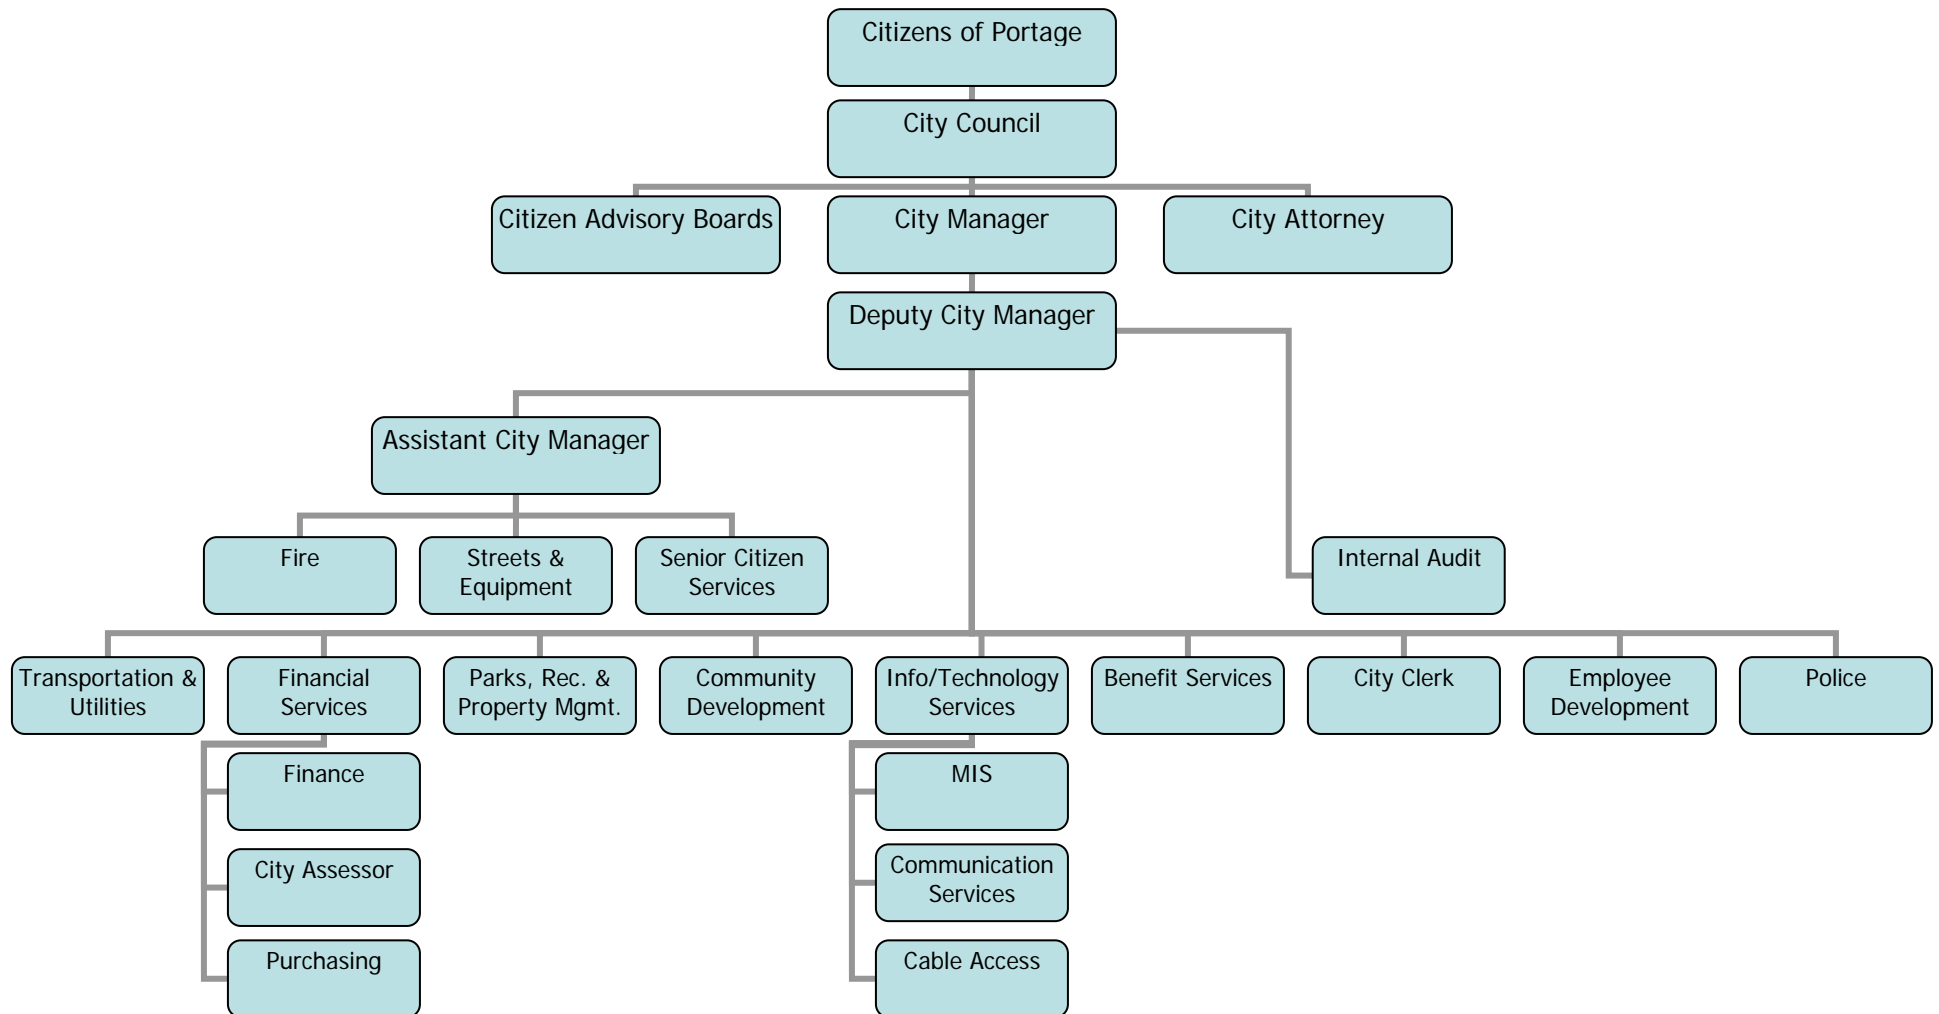 Citizens of Portage
City Council
Citizen Advisory Boards
City Manager
City Attorney
Deputy City Manager
Assistant City Manager
Fire
Streets &
Equipment
Senior Citizen
Services
Internal Audit
Transportation &
Utilities
Financial
Services
Parks, Rec. &
Property Mgmt.
Community
Development
Info/Technology
Services
Benefit Services
City Clerk
Employee
Development
Police
Finance
City Assessor
Purchasing
MIS
Communication
Services
Cable Access